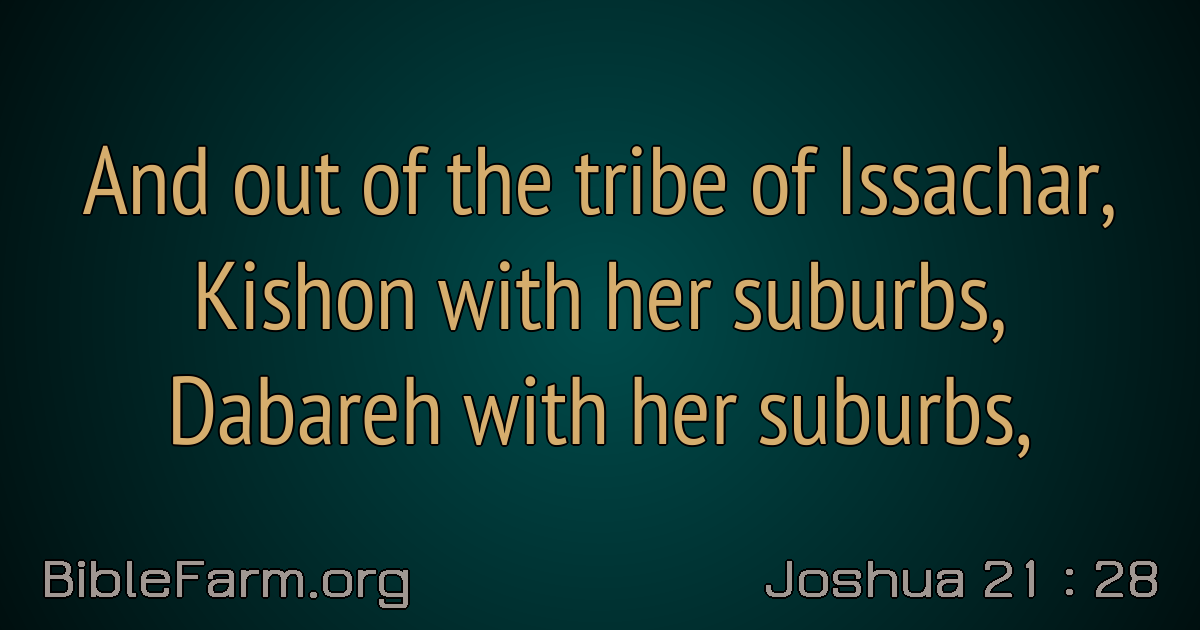 And out of the tribe of Issachar,
Kishon with her suburbs,
Dabareh with her suburbs,
BibleFarm.org
Joshua 21 : 28